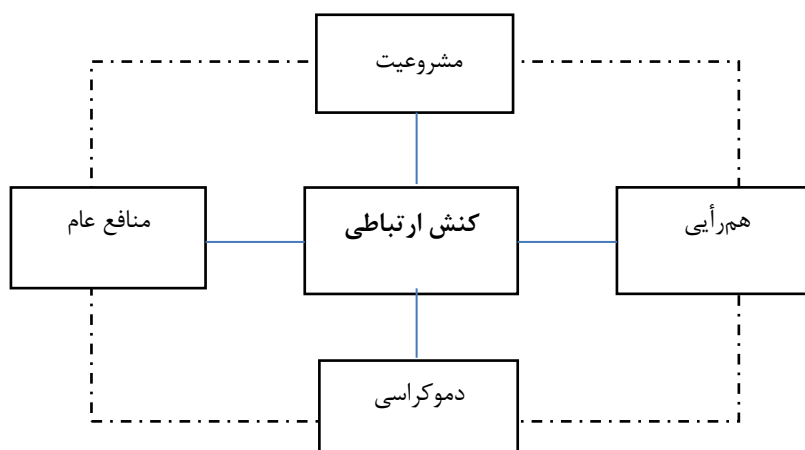 مشروعیت
هم‌رأیی
کنش ارتباطی
منافع عام
دموکراسی